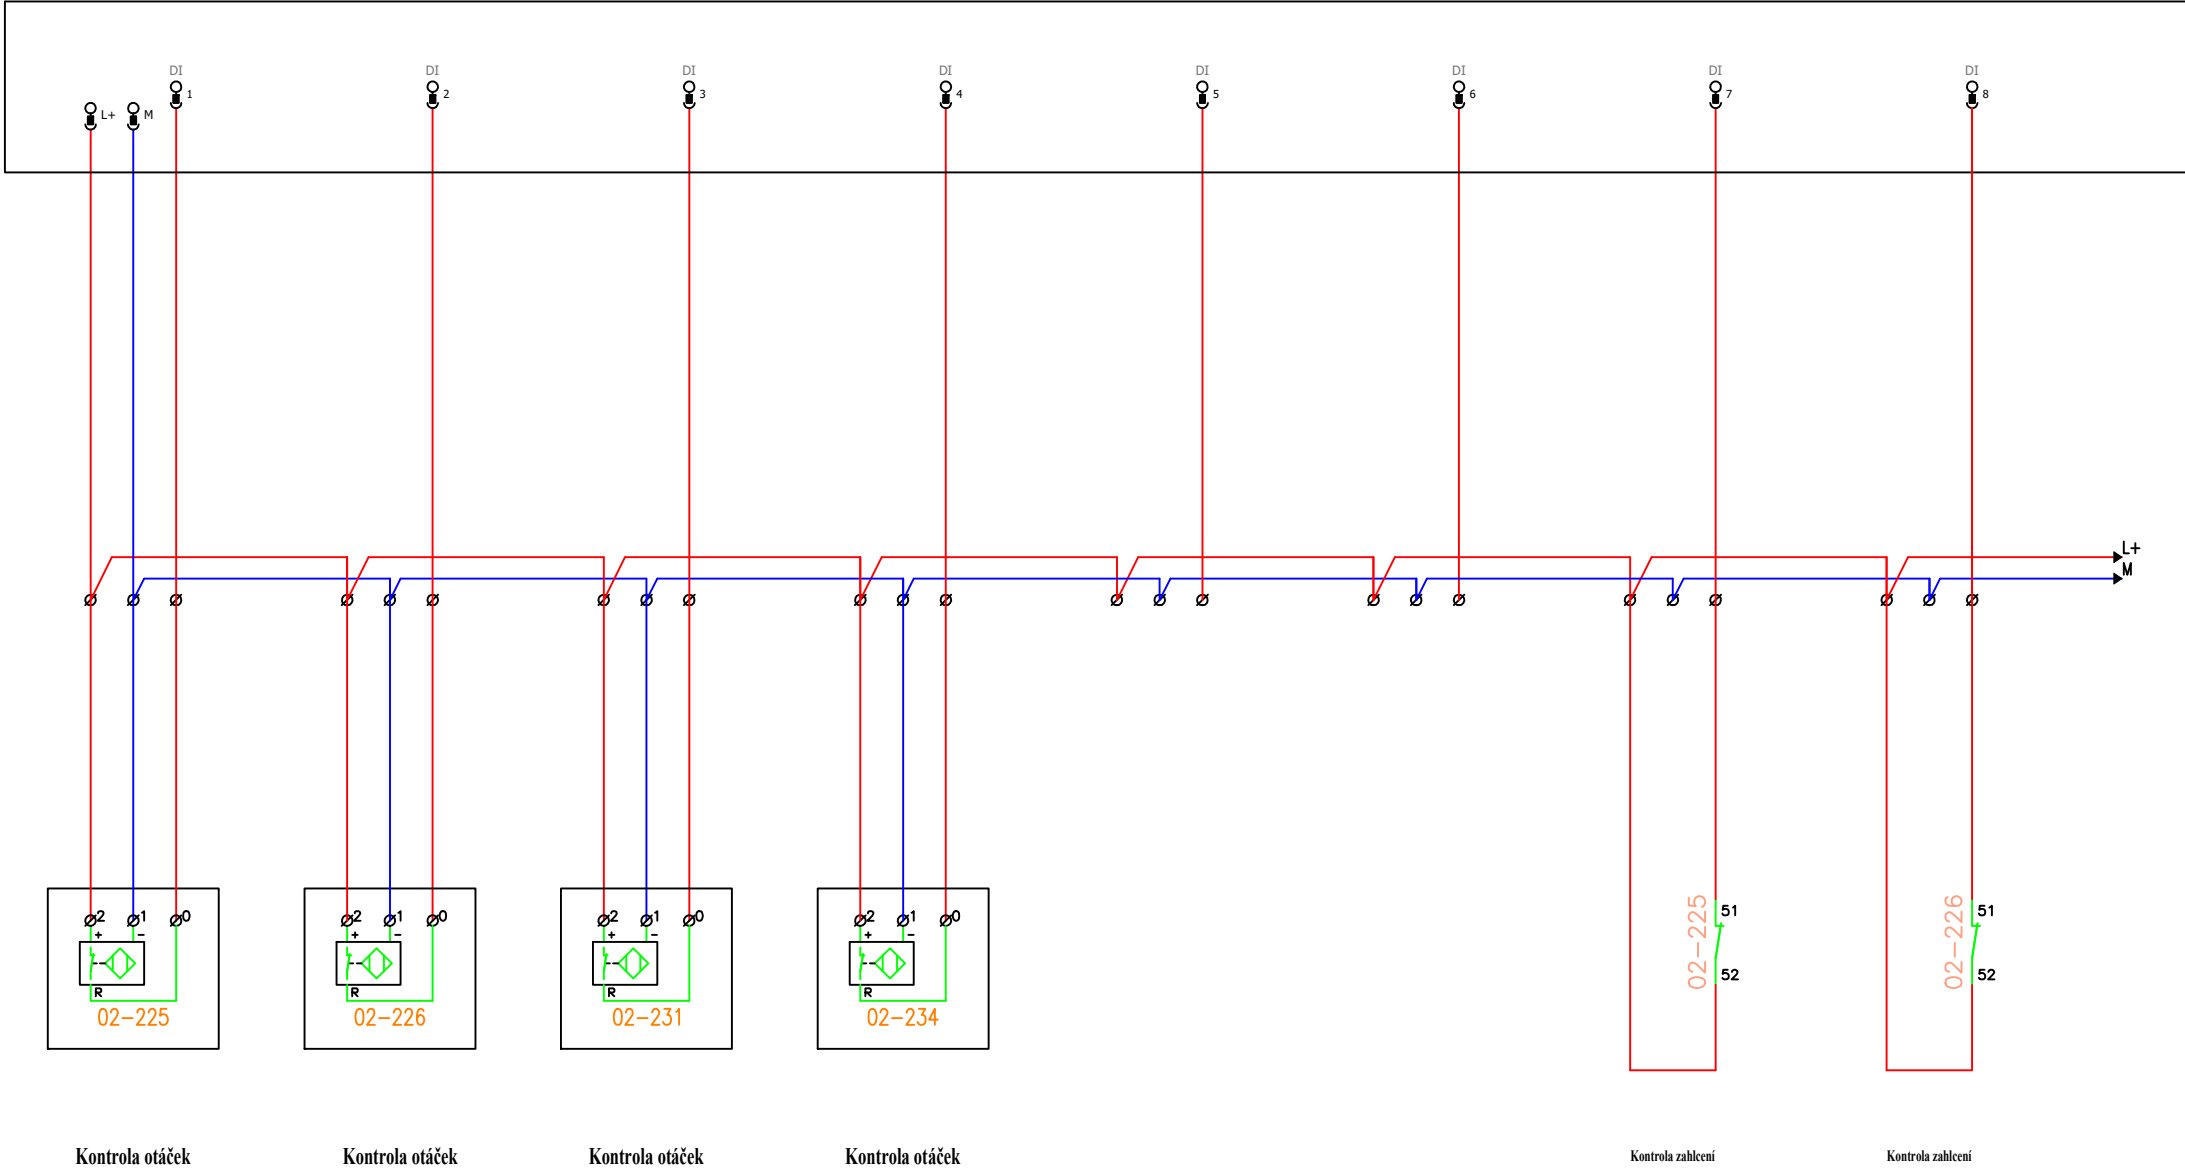 DI DI DI DI DI DI DI DI
1 2 3 4 5 6 7 8
L+ M
L+
M
51 51
2 1 0 2 1 0 2 1 0 2 1 0
+ - + - + - + -
02-225 02-226
52 52
R R R R
02-225 02-226 02-231 02-234
Kontrola otáček Kontrola otáček Kontrola otáček Kontrola otáček Kontrola zahlcení Kontrola zahlcení